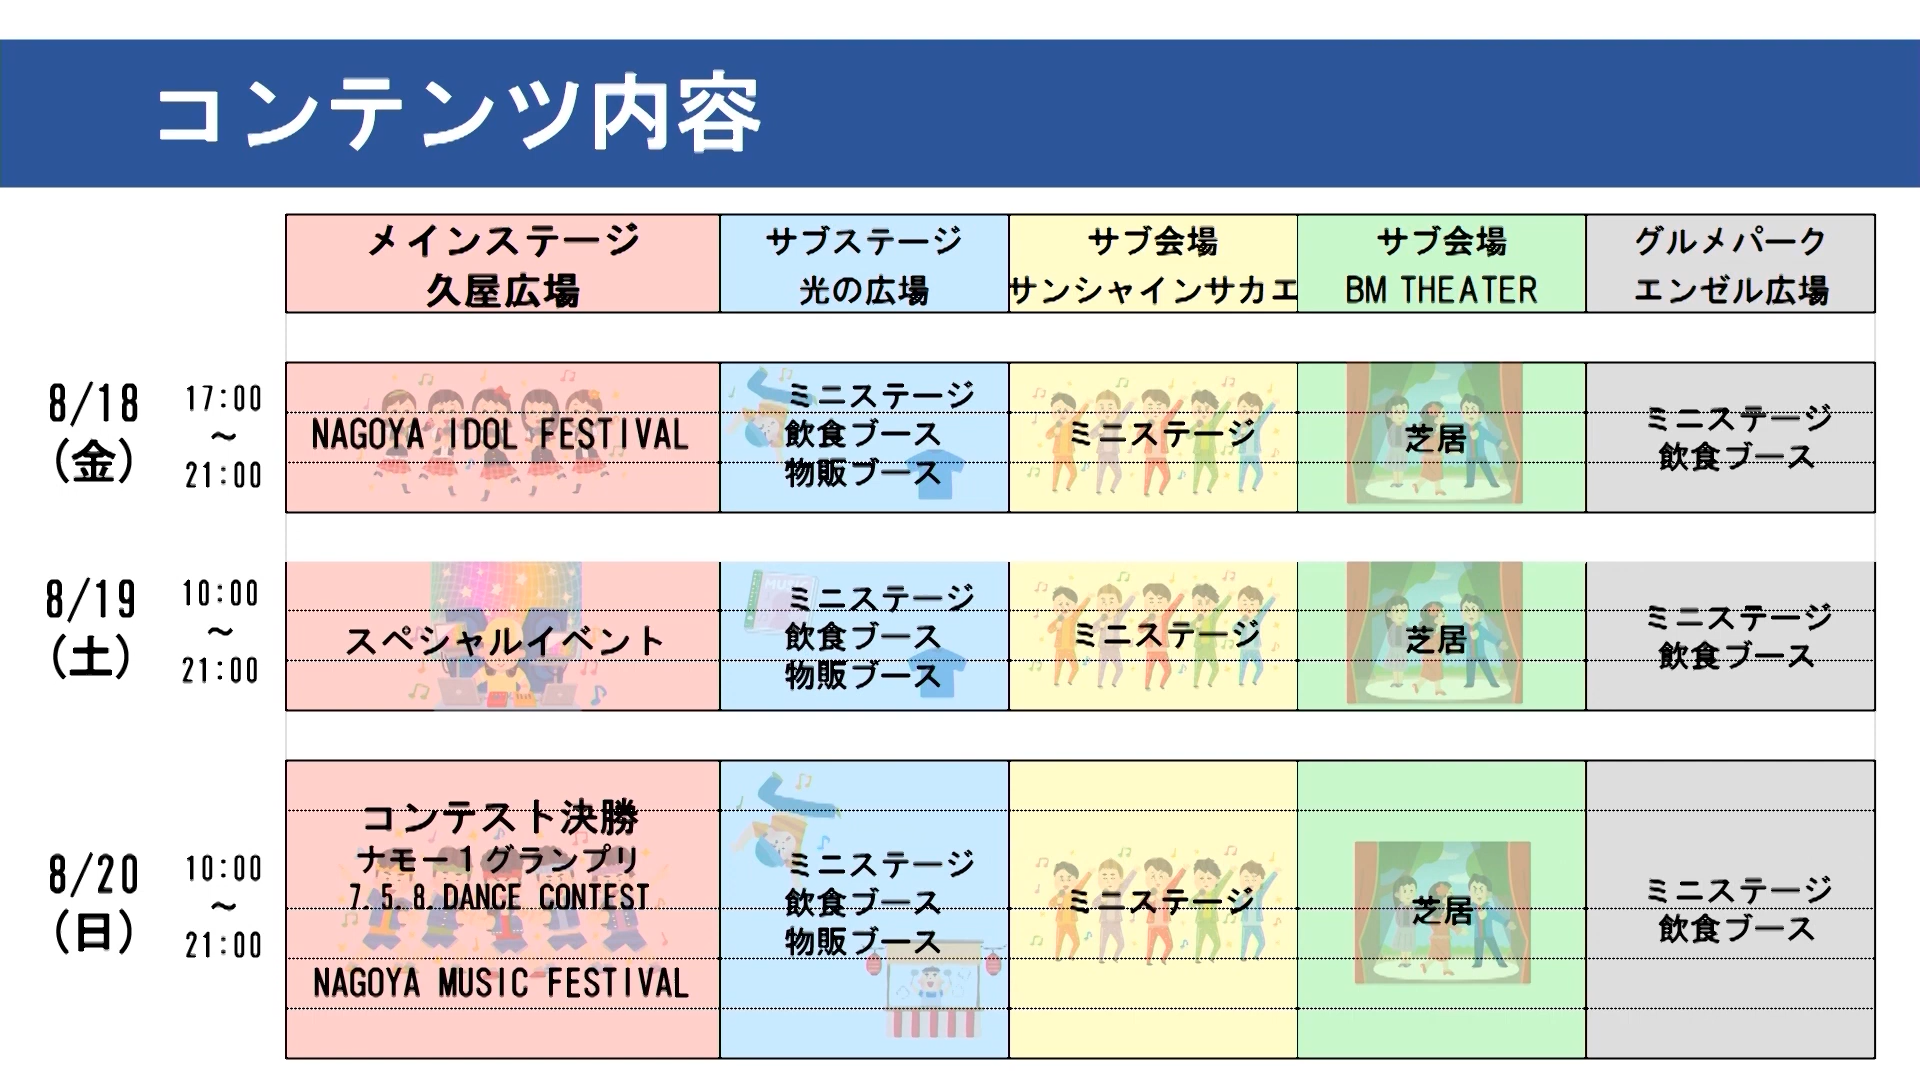 コンテンツ内容
メインステージ
久屋広場
サブステージ
光の広場
サブ会場
サンシャインサカエ
サブ会場
BM THEATER
グルメパーク
エンゼル広場
8/18
(金)
17:00
～
21:00
NAGOYA IDOL FESTIVAL
ミニステージ
飲食ブース
物販ブース
ミニステージ
芝居
ミニステージ
飲食ブース
8/19
(土)
10:00
～
21:00
スペシャルイベント
MUSIC
ミニステージ
飲食ブース
物販ブース
ミニステージ
芝居
ミニステージ
飲食ブース
8/20
(日)
10:00
～
21:00
コンテスト決勝
ナモー1グランプリ
7.5.8.DANCE CONTEST
NAGOYA MUSIC FESTIVAL
ミニステージ
飲食ブース
物販ブース
ミニステージ
芝居
ミニステージ
飲食ブース